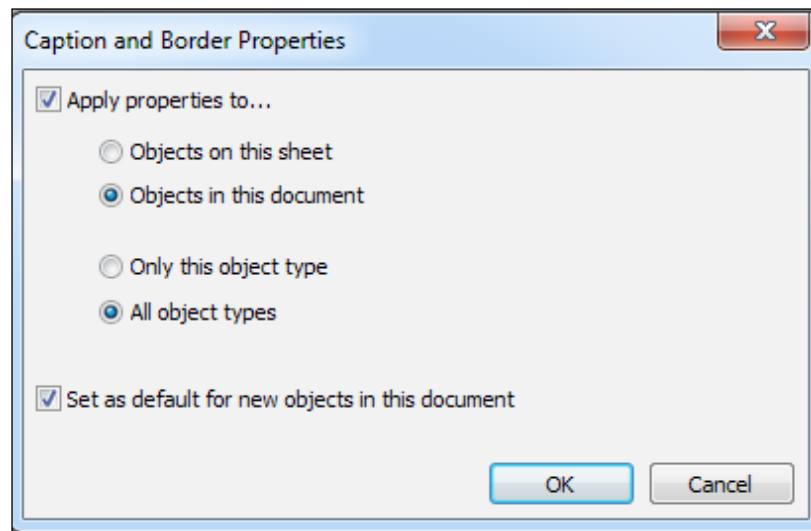 Caption and Border Properties
Apply properties to...
Objects on this sheet
Objects in this document
Only this object type
All object types
Set as default for new objects in this document
OK
Cancel